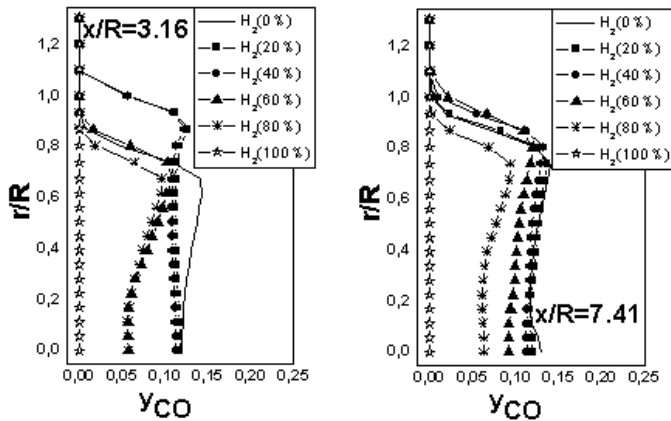 x/R=3.16
H2(0%)
H2(20%)
H2(40%)
H2(60%)
H2(80%)
H2(100%)
r/R
1,2
1,0
0,8
0,6
0,4
0,2
0,0
0,00 0,05 0,10 0,15 0,20 0,25
yCO
H2(0%)
H2(20%)
H2(40%)
H2(60%)
H2(80%)
H2(100%)
x/R=7.41
r/R
1,2
1,0
0,8
0,6
0,4
0,2
0,0
0,00 0,05 0,10 0,15 0,20 0,25
yCO